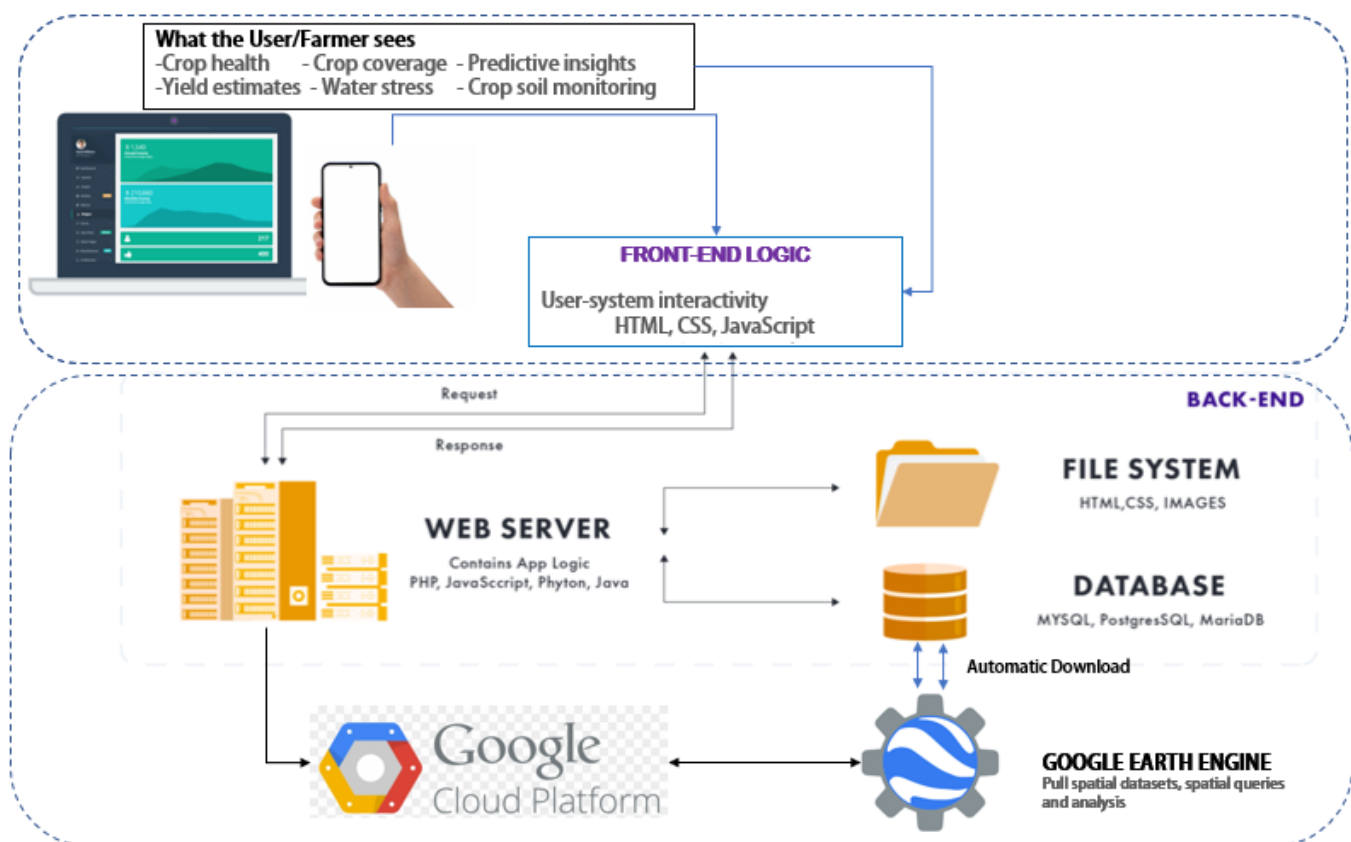 What the User/Farmer sees
-Crop health - Crop coverage - Predictive insights
-Yield estimates - Water stress - Crop soil monitoring
FRONT-END LOGIC
User-system interactivity
HTML, CSS, JavaScript
Request
Response
BACK-END
WEB SERVER
Contains App Logic
PHP, JavaSccript, Phyton, Java
FILE SYSTEM
HTML,CSS, IMAGES
DATABASE
MYSQL, PostgresSQL, MariaDB
Automatic Download
Google
Cloud Platform
GOOGLE EARTH ENGINE
Pull spatial datasets, spatial queries
and analysis